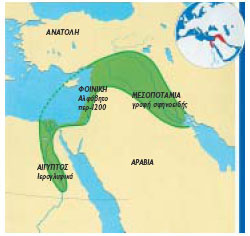 ΑΝΑΤΟΛΗ
ΦΟΙΝΙΚΗ
Αλφάβητο
περ.1200
ΜΕΣΟΠΟΤΑΜΙΑ
γραφή σφηνοειδής
ΑΙΓΥΠΤΟΣ
Ιερογλυφικά
ΑΡΑΒΙΑ